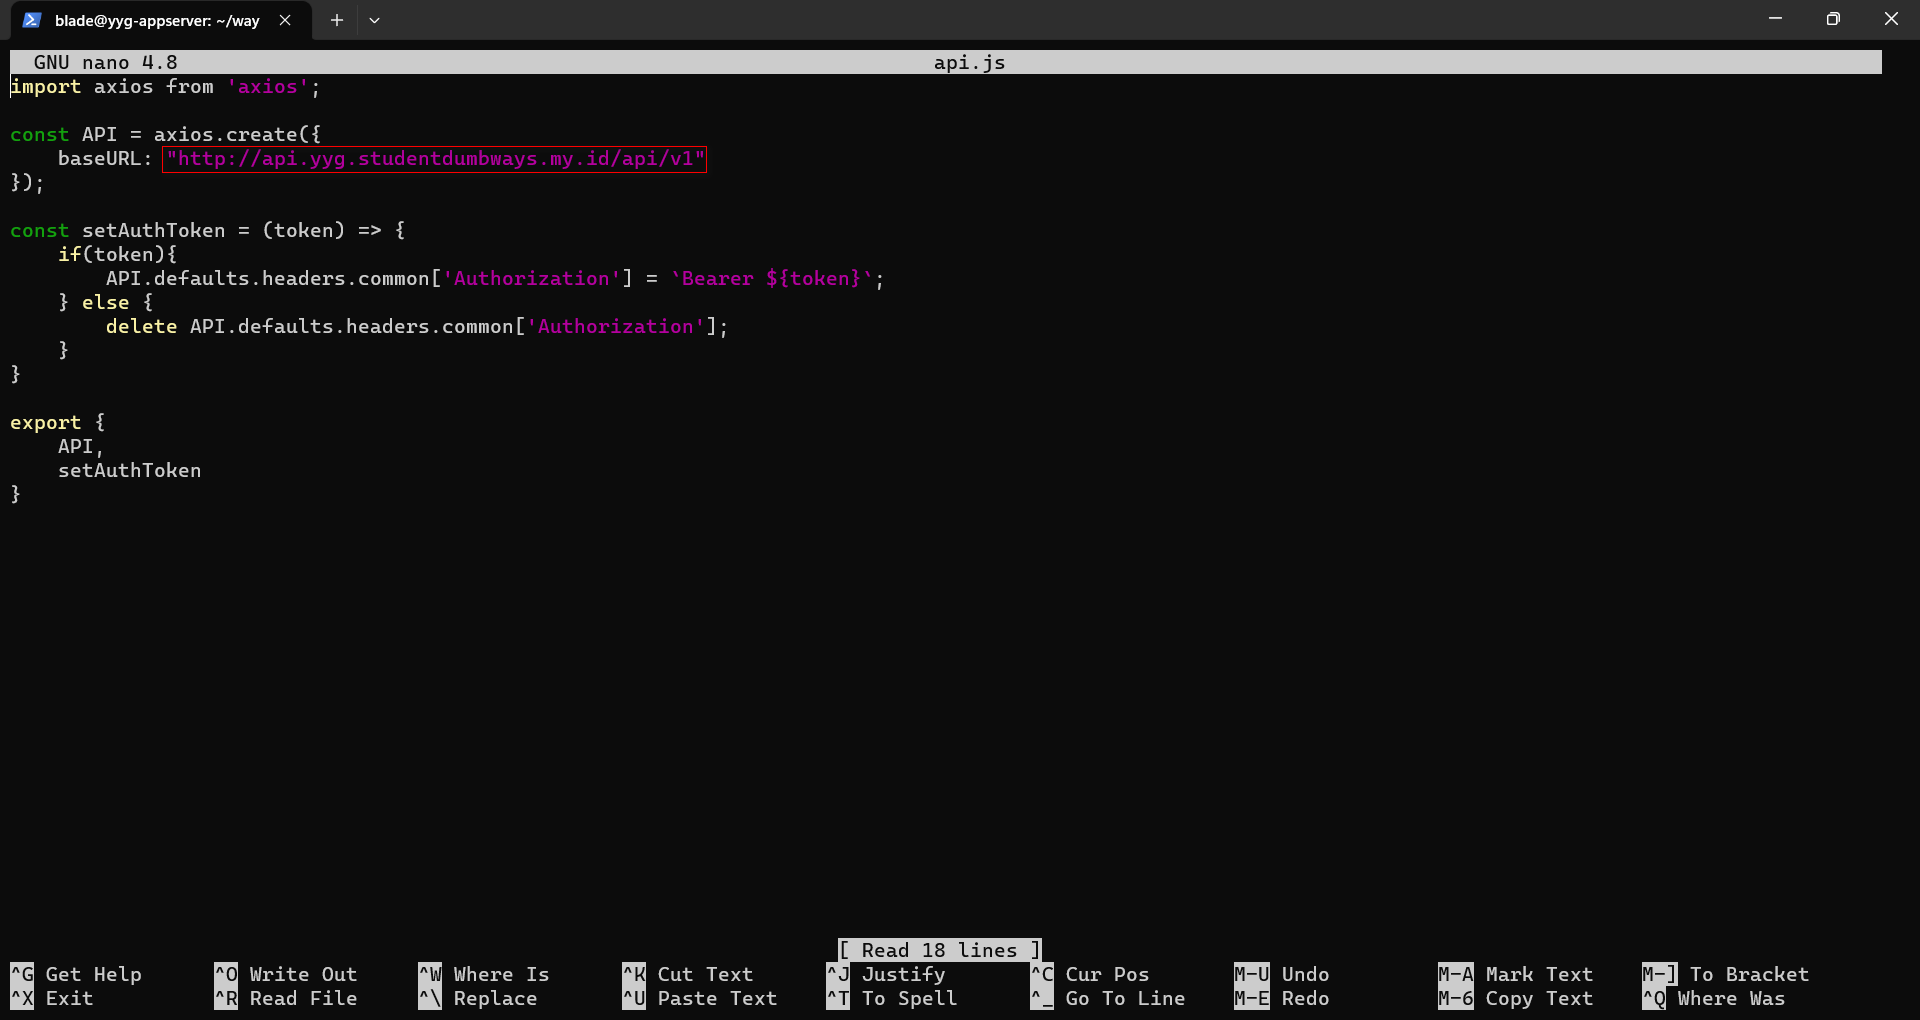 blade@yyg-appserver: ~/way
GNU nano 4.8 api.js
import axios from 'axios';
const API = axios.create({
    baseURL: "http://api.yyg.studentdumbways.my.id/api/v1"
});
const setAuthToken = (token) => {
    if(token){
        API.defaults.headers.common['Authorization'] = `Bearer ${token}`;
    } else {
        delete API.defaults.headers.common['Authorization'];
    }
}
export {
    API,
    setAuthToken
}
[ Read 18 lines ]
^G Get Help ^O Write Out ^W Where Is ^K Cut Text ^J Justify ^C Cur Pos M-U Undo M-A Mark Text M-] To Bracket
^X Exit ^R Read File ^\ Replace ^U Paste Text ^T To Spell ^_ Go To Line M-E Redo M-6 Copy Text ^Q Where Was